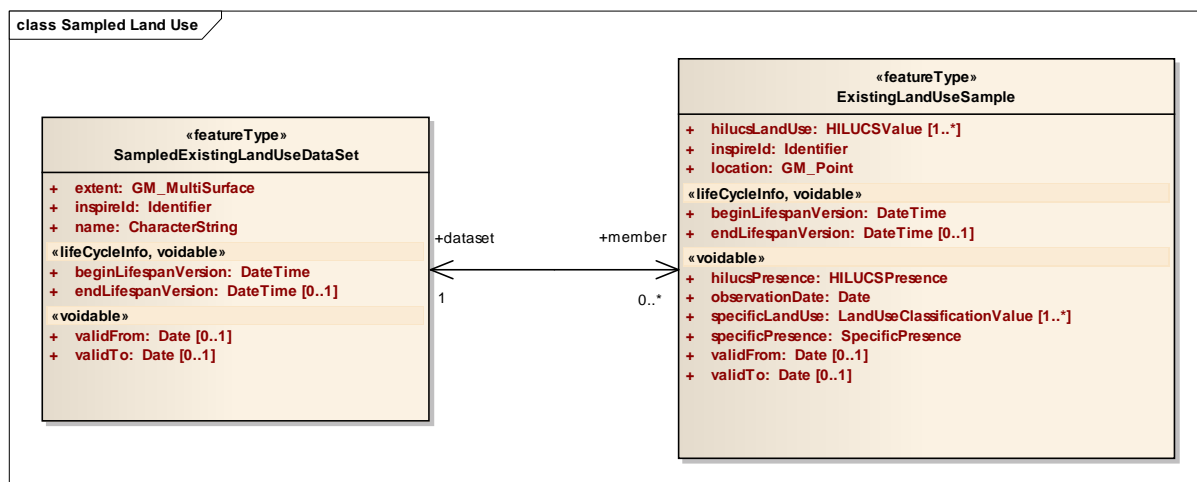 class Sampled Land Use
«featureType»
SampledExistingLandUseDataSet
+ extent: GM_MultiSurface
+ inspireId: Identifier
+ name: CharacterString
«lifeCycleInfo, voidable»
+ beginLifespanVersion: DateTime
+ endLifespanVersion: DateTime [0..1]
«voidable»
+ validFrom: Date [0..1]
+ validTo: Date [0..1]
+dataset
1
+member
0..*
«featureType»
ExistingLandUseSample
+ hilucsLandUse: HILUCSValue [1..*]
+ inspireId: Identifier
+ location: GM_Point
«lifeCycleInfo, voidable»
+ beginLifespanVersion: DateTime
+ endLifespanVersion: DateTime [0..1]
«voidable»
+ hilucsPresence: HILUCSPresence
+ observationDate: Date
+ specificLandUse: LandUseClassificationValue [1..*]
+ specificPresence: SpecificPresence
+ validFrom: Date [0..1]
+ validTo: Date [0..1]